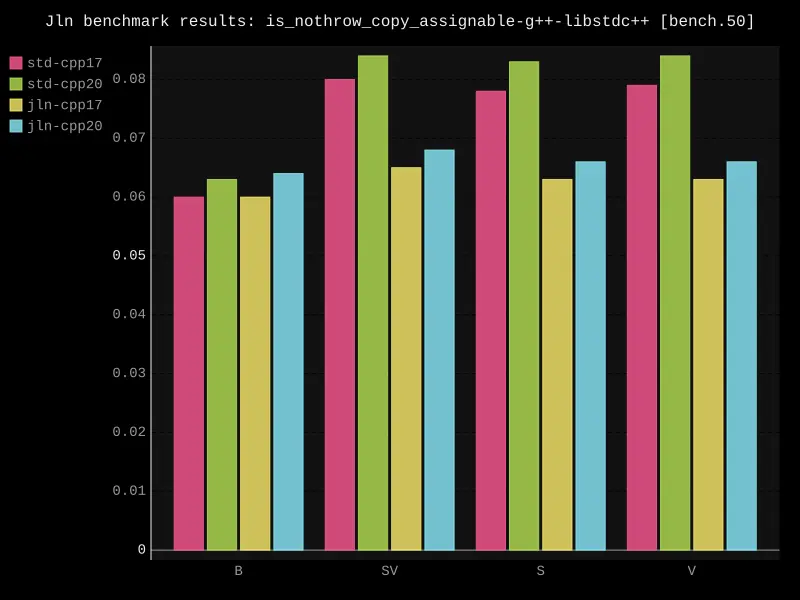 Jln benchmark results: is_nothrow_copy_assignable-g++-libstdc++ [bench.50]
std-cpp17
std-cpp20
jln-cpp17
jln-cpp20
0.08
0.07
0.06
0.05
0.04
0.03
0.02
0.01
0
B SV S V